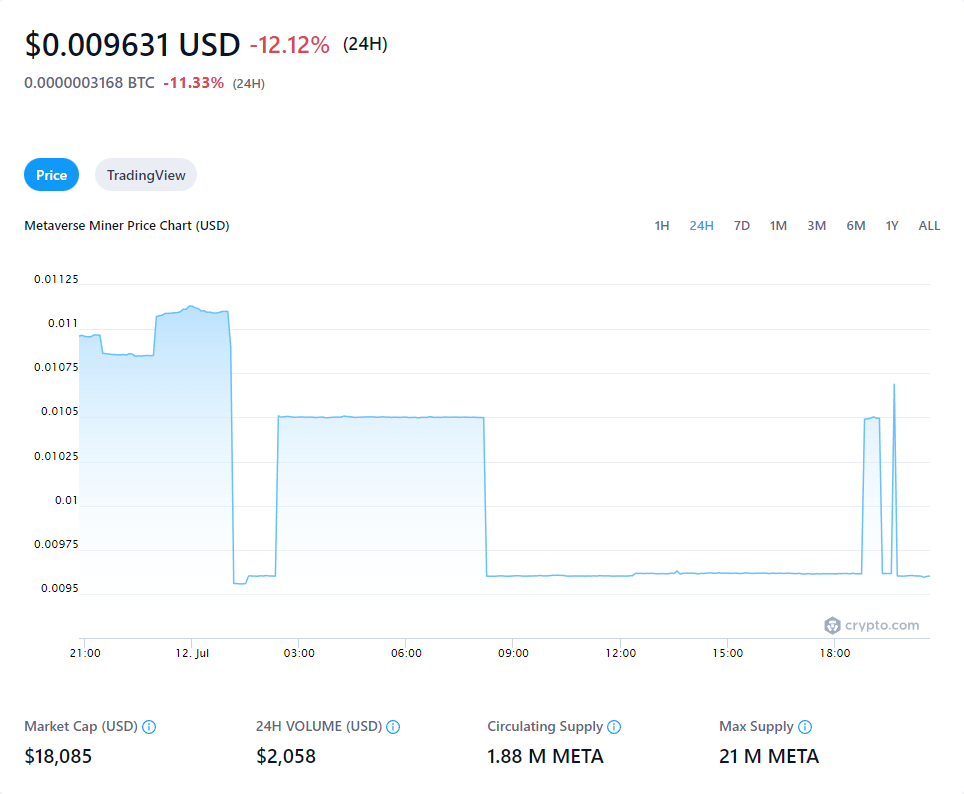 $0.009631 USD -12.12% (24H)
0.0000003168 BTC -11.33% (24H)
Price TradingView
Metaverse Miner Price Chart (USD) 1H 24H 7D 1M 3M 6M 1Y ALL
0.01125
0.011
0.01075
0.0105
0.01025
0.01
0.00975
0.0095
crypto.com
21:00 12. Jul 03:00 06:00 09:00 12:00 15:00 18:00
Market Cap (USD) 24H VOLUME (USD) Circulating Supply Max Supply
$18,085 $2,058 1.88 M META 21 M META